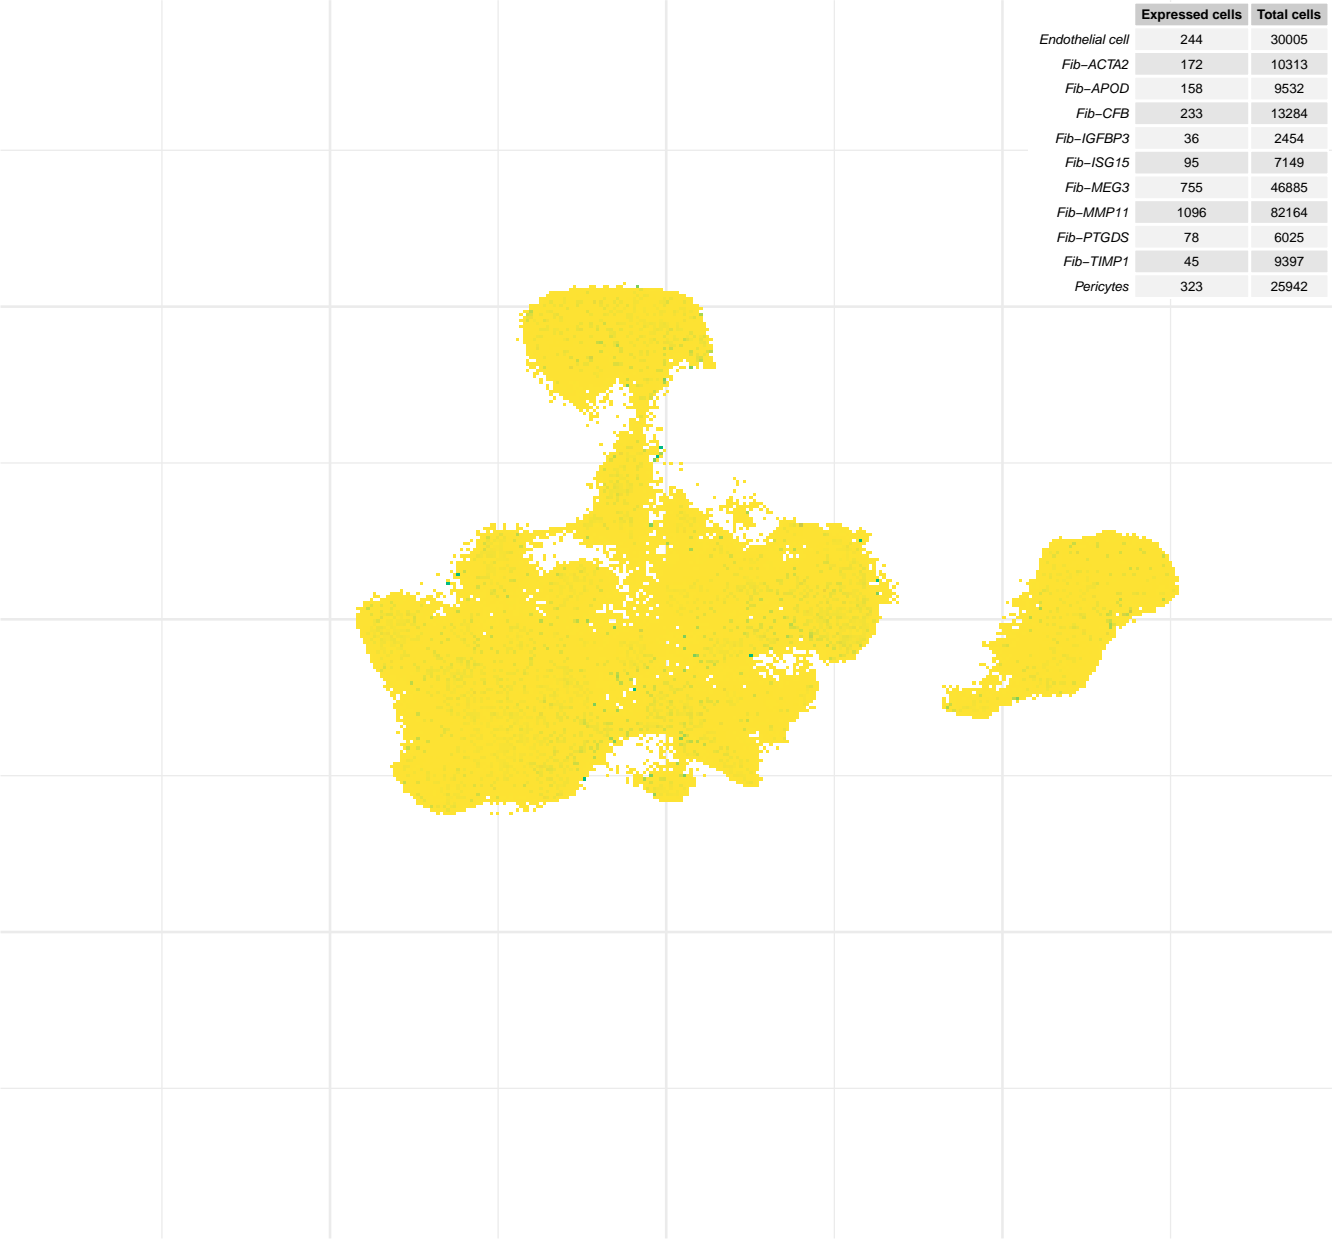 Expressed cells Total cells
Endothelial cell 244 30005
Fib−ACTA2 172 10313
Fib−APOD 158 9532
Fib−CFB 233 13284
Fib−IGFBP3 36 2454
Fib−ISG15 95 7149
Fib−MEG3 755 46885
Fib−MMP11 1096 82164
Fib−PTGDS 78 6025
Fib−TIMP1 45 9397
Pericytes 323 25942